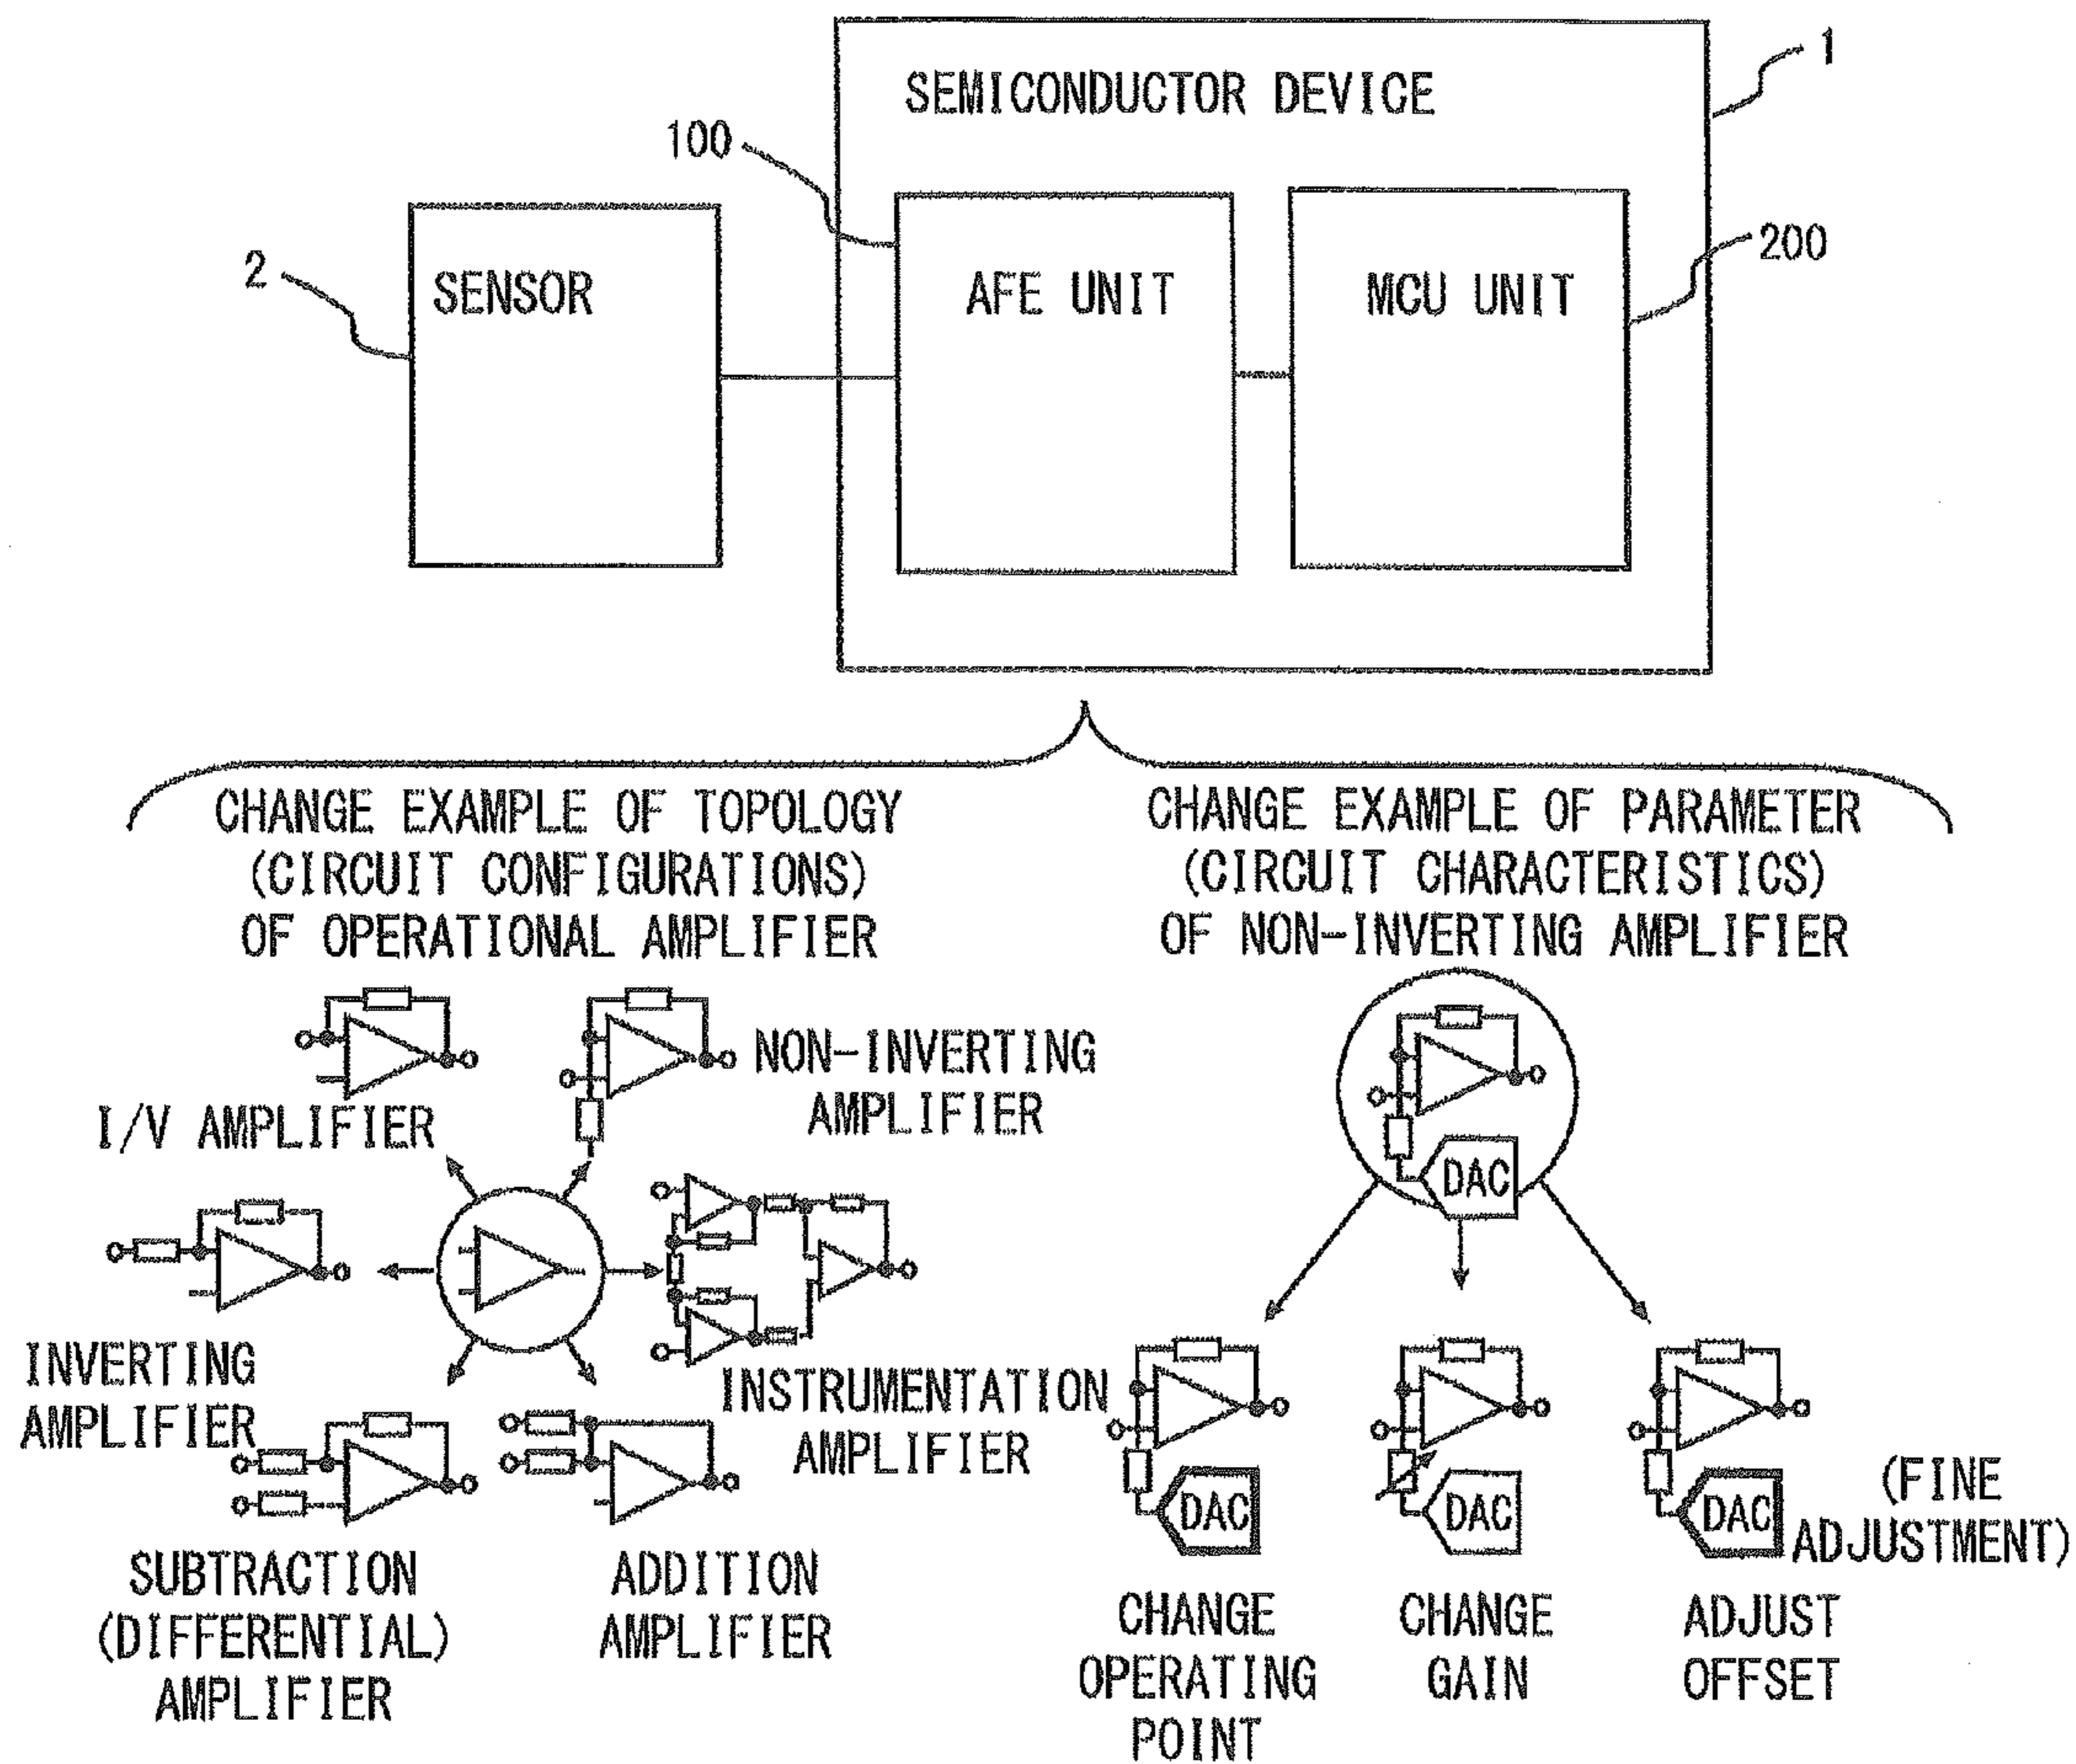 1
SEMICONDUCTOR DEVICE
100
2
SENSOR
AFE UNIT
MCU UNIT
200
CHANGE EXAMPLE OF TOPOLOGY
(CIRCUIT CONFIGURATIONS)
OF OPERATIONAL AMPLIFIER
CHANGE EXAMPLE OF PARAMETER
(CIRCUIT CHARACTERISTICS)
OF NON-INVERTING AMPLIFIER
I/V AMPLIFIER
NON-INVERTING
AMPLIFIER
INVERTING
AMPLIFIER
INSTRUMENTATION
AMPLIFIER
SUBTRACTION
(DIFFERENTIAL)
AMPLIFIER
ADDITION
AMPLIFIER
DAC
DAC
CHANGE
OPERATING
POINT
DAC
CHANGE
GAIN
DAC
(FINE
ADJUSTMENT)
ADJUST
OFFSET